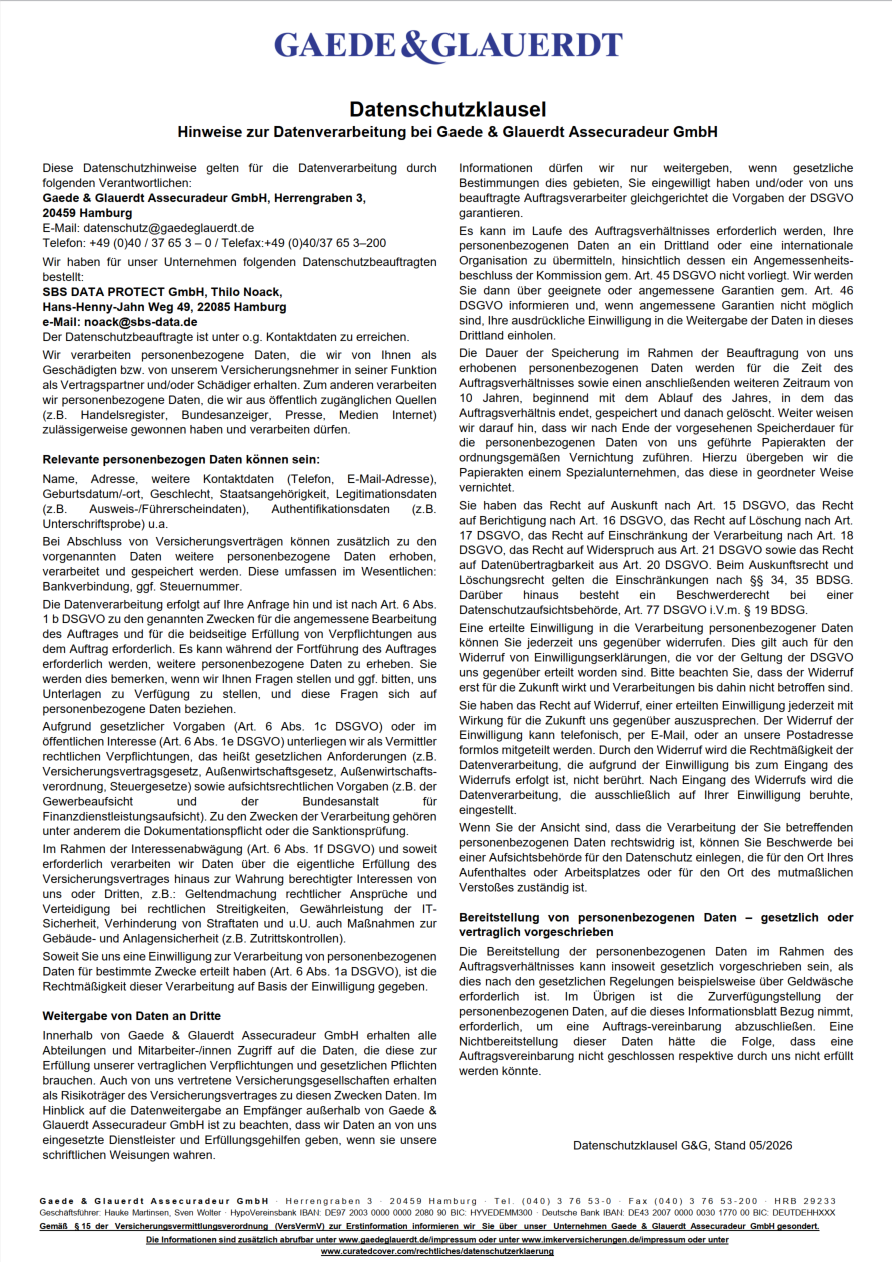 GAEDE & GLAUERDT
Datenschutzklausel
Hinweise zur Datenverarbeitung bei Gaede & Glauerdt Assecuradeur GmbH
Diese Datenschutzhinweise gelten für die Datenverarbeitung durch
folgenden Verantwortlichen:
Gaede & Glauerdt Assecuradeur GmbH, Herrengraben 3,
20459 Hamburg
E-Mail: datenschutz@gaedeglauerdt.de
Telefon: +49 (0)40 / 37 65 3 – 0 / Telefax:+49 (0)40/37 65 3–200
Wir haben für unser Unternehmen folgenden Datenschutzbeauftragten
bestellt:
SBS DATA PROTECT GmbH, Thilo Noack,
Hans-Henny-Jahn Weg 49, 22085 Hamburg
e-Mail: noack@sbs-data.de
Der Datenschutzbeauftragte ist unter o.g. Kontaktdaten zu erreichen.
Wir verarbeiten personenbezogene Daten, die wir von Ihnen als
Geschädigten bzw. von unserem Versicherungsnehmer in seiner Funktion
als Vertragspartner und/oder Schädiger erhalten. Zum anderen verarbeiten
wir personenbezogene Daten, die wir aus öffentlich zugänglichen Quellen
(z.B. Handelsregister, Bundesanzeiger, Presse, Medien Internet)
zulässigerweise gewonnen haben und verarbeiten dürfen.
Relevante personenbezogen Daten können sein:
Name, Adresse, weitere Kontaktdaten (Telefon, E-Mail-Adresse),
Geburtsdatum/-ort, Geschlecht, Staatsangehörigkeit, Legitimationsdaten
(z.B. Ausweis-/Führerscheindaten), Authentifikationsdaten (z.B.
Unterschriftsprobe) u.a.
Bei Abschluss von Versicherungsverträgen können zusätzlich zu den
vorgenannten Daten weitere personenbezogene Daten erhoben,
verarbeitet und gespeichert werden. Diese umfassen im Wesentlichen:
Bankverbindung, ggf. Steuernummer.
Die Datenverarbeitung erfolgt auf Ihre Anfrage hin und ist nach Art. 6 Abs.
1 b DSGVO zu den genannten Zwecken für die angemessene Bearbeitung
des Auftrages und für die beidseitige Erfüllung von Verpflichtungen aus
dem Auftrag erforderlich. Es kann während der Fortführung des Auftrages
erforderlich werden, weitere personenbezogene Daten zu erheben. Sie
werden dies bemerken, wenn wir Ihnen Fragen stellen und ggf. bitten, uns
Unterlagen zu Verfügung zu stellen, und diese Fragen sich auf
personenbezogene Daten beziehen.
Aufgrund gesetzlicher Vorgaben (Art. 6 Abs. 1c DSGVO) oder im
öffentlichen Interesse (Art. 6 Abs. 1e DSGVO) unterliegen wir als Vermittler
rechtlichen Verpflichtungen, das heißt gesetzlichen Anforderungen (z.B.
Versicherungsvertragsgesetz, Außenwirtschaftsgesetz, Außenwirtschafts-
verordnung, Steuergesetze) sowie aufsichtsrechtlichen Vorgaben (z.B. der
Gewerbeaufsicht und der Bundesanstalt für
Finanzdienstleistungsaufsicht). Zu den Zwecken der Verarbeitung gehören
unter anderem die Dokumentationspflicht oder die Sanktionsprüfung.
Im Rahmen der Interessenabwägung (Art. 6 Abs. 1f DSGVO) und soweit
erforderlich verarbeiten wir Daten über die eigentliche Erfüllung des
Versicherungsvertrages hinaus zur Wahrung berechtigter Interessen von
uns oder Dritten, z.B.: Geltendmachung rechtlicher Ansprüche und
Verteidigung bei rechtlichen Streitigkeiten, Gewährleistung der IT-
Sicherheit, Verhinderung von Straftaten und u.U. auch Maßnahmen zur
Gebäude- und Anlagensicherheit (z.B. Zutrittskontrollen).
Soweit Sie uns eine Einwilligung zur Verarbeitung von personenbezogenen
Daten für bestimmte Zwecke erteilt haben (Art. 6 Abs. 1a DSGVO), ist die
Rechtmäßigkeit dieser Verarbeitung auf Basis der Einwilligung gegeben.
Weitergabe von Daten an Dritte
Innerhalb von Gaede & Glauerdt Assecuradeur GmbH erhalten alle
Abteilungen und Mitarbeiter-/innen Zugriff auf die Daten, die diese zur
Erfüllung unserer vertraglichen Verpflichtungen und gesetzlichen Pflichten
brauchen. Auch von uns vertretene Versicherungsgesellschaften erhalten
als Risikoträger des Versicherungsvertrages zu diesen Zwecken Daten. Im
Hinblick auf die Datenweitergabe an Empfänger außerhalb von Gaede &
Glauerdt Assecuradeur GmbH ist zu beachten, dass wir Daten an von uns
eingesetzte Dienstleister und Erfüllungsgehilfen geben, wenn sie unsere
schriftlichen Weisungen wahren.
Informationen dürfen wir nur weitergeben, wenn gesetzliche
Bestimmungen dies gebieten, Sie eingewilligt haben und/oder von uns
beauftragte Auftragsverarbeiter gleichgerichtet die Vorgaben der DSGVO
garantieren.
Es kann im Laufe des Auftragsverhältnisses erforderlich werden, Ihre
personenbezogenen Daten an ein Drittland oder eine internationale
Organisation zu übermitteln, hinsichtlich dessen ein Angemessenheits-
beschluss der Kommission gem. Art. 45 DSGVO nicht vorliegt. Wir werden
Sie dann über geeignete oder angemessene Garantien gem. Art. 46
DSGVO informieren und, wenn angemessene Garantien nicht möglich
sind, Ihre ausdrückliche Einwilligung in die Weitergabe der Daten in dieses
Drittland einholen.
Die Dauer der Speicherung im Rahmen der Beauftragung von uns
erhobenen personenbezogenen Daten werden für die Zeit des
Auftragsverhältnisses sowie einen anschließenden weiteren Zeitraum von
10 Jahren, beginnend mit dem Ablauf des Jahres, in dem das
Auftragsverhältnis endet, gespeichert und danach gelöscht. Weiter weisen
wir darauf hin, dass wir nach Ende der vorgesehenen Speicherdauer für
die personenbezogenen Daten von uns geführte Papierakten der
ordnungsgemäßen Vernichtung zuführen. Hierzu übergeben wir die
Papierakten einem Spezialunternehmen, das diese in geordneter Weise
vernichtet.
Sie haben das Recht auf Auskunft nach Art. 15 DSGVO, das Recht
auf Berichtigung nach Art. 16 DSGVO, das Recht auf Löschung nach Art.
17 DSGVO, das Recht auf Einschränkung der Verarbeitung nach Art. 18
DSGVO, das Recht auf Widerspruch aus Art. 21 DSGVO sowie das Recht
auf Datenübertragbarkeit aus Art. 20 DSGVO. Beim Auskunftsrecht und
Löschungsrecht gelten die Einschränkungen nach §§ 34, 35 BDSG.
Darüber hinaus besteht ein Beschwerderecht bei einer
Datenschutzaufsichtsbehörde, Art. 77 DSGVO i.V.m. § 19 BDSG.
Eine erteilte Einwilligung in die Verarbeitung personenbezogener Daten
können Sie jederzeit uns gegenüber widerrufen. Dies gilt auch für den
Widerruf von Einwilligungserklärungen, die vor der Geltung der DSGVO
uns gegenüber erteilt worden sind. Bitte beachten Sie, dass der Widerruf
erst für die Zukunft wirkt und Verarbeitungen bis dahin nicht betroffen sind.
Sie haben das Recht auf Widerruf, einer erteilten Einwilligung jederzeit mit
Wirkung für die Zukunft uns gegenüber auszusprechen. Der Widerruf der
Einwilligung kann telefonisch, per E-Mail, oder an unsere Postadresse
formlos mitgeteilt werden. Durch den Widerruf wird die Rechtmäßigkeit der
Datenverarbeitung, die aufgrund der Einwilligung bis zum Eingang des
Widerrufs erfolgt ist, nicht berührt. Nach Eingang des Widerrufs wird die
Datenverarbeitung, die ausschließlich auf Ihrer Einwilligung beruhte,
eingestellt.
Wenn Sie der Ansicht sind, dass die Verarbeitung der Sie betreffenden
personenbezogenen Daten rechtswidrig ist, können Sie Beschwerde bei
einer Aufsichtsbehörde für den Datenschutz einlegen, die für den Ort Ihres
Aufenthaltes oder Arbeitsplatzes oder für den Ort des mutmaßlichen
Verstoßes zuständig ist.
Bereitstellung von personenbezogenen Daten – gesetzlich oder
vertraglich vorgeschrieben
Die Bereitstellung der personenbezogenen Daten im Rahmen des
Auftragsverhältnisses kann insoweit gesetzlich vorgeschrieben sein, als
dies nach den gesetzlichen Regelungen beispielsweise über Geldwäsche
erforderlich ist. Im Übrigen ist die Zurverfügungstellung der
personenbezogenen Daten, auf die dieses Informationsblatt Bezug nimmt,
erforderlich, um eine Auftrags-vereinbarung abzuschließen. Eine
Nichtbereitstellung dieser Daten hätte die Folge, dass eine
Auftragsvereinbarung nicht geschlossen respektive durch uns nicht erfüllt
werden könnte.
Datenschutzklausel G&G, Stand 05/2026
Gaede & Glauerdt Assecuradeur GmbH · Herrengraben 3 · 20459 Hamburg · Tel. (040) 3 76 53-0 · Fax (040) 3 76 53-200 · HRB 29233
Geschäftsführer: Hauke Martinsen, Sven Wolter · HypoVereinsbank IBAN: DE97 2003 0000 0000 2080 90 BIC: HYVEDEMM300 · Deutsche Bank IBAN: DE43 2007 0000 0030 1770 00 BIC: DEUTDEHHXXX
Gemäß § 15 der Versicherungsvermittlungsverordnung (VersVermV) zur Erstinformation informieren wir Sie über unser Unternehmen Gaede & Glauerdt Assecuradeur GmbH gesondert.
Die Informationen sind zusätzlich abrufbar unter www.gaedeglauerdt.de/impressum oder unter www.imkerversicherungen.de/impressum oder unter
www.curatedcover.com/rechtliches/datenschutzerklaerung